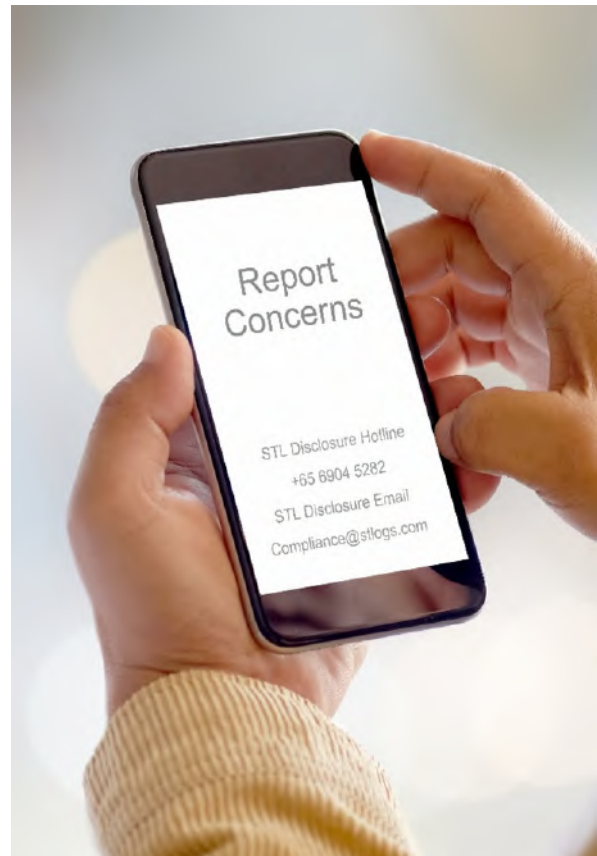 Report
Concerns
STL Disclosure Hotline
+65 6904 5282
STL Disclosure Email
Compliance@stlogs.com